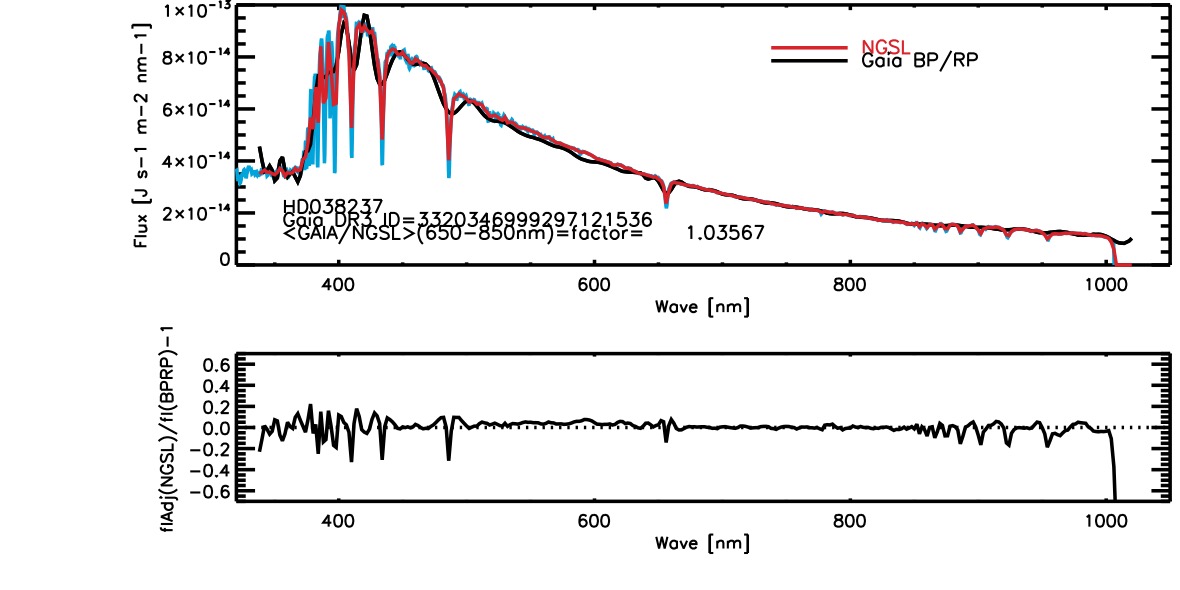 1×10−13
8×10−14
6×10−14
4×10−14
2×10−14
0
Flux [J s−1 m−2 nm−1]
NGSL
Gaia BP/RP
HD038237
Gaia DR3 ID=3320346999297121536
<GAIA/NGSL>(650−850nm)=factor= 1.03567
400 600 800 1000
Wave [nm]
flAdj(NGSL)/fl(BPRP)−1
0.6
0.4
0.2
0.0
−0.2
−0.4
−0.6
400 600 800 1000
Wave [nm]